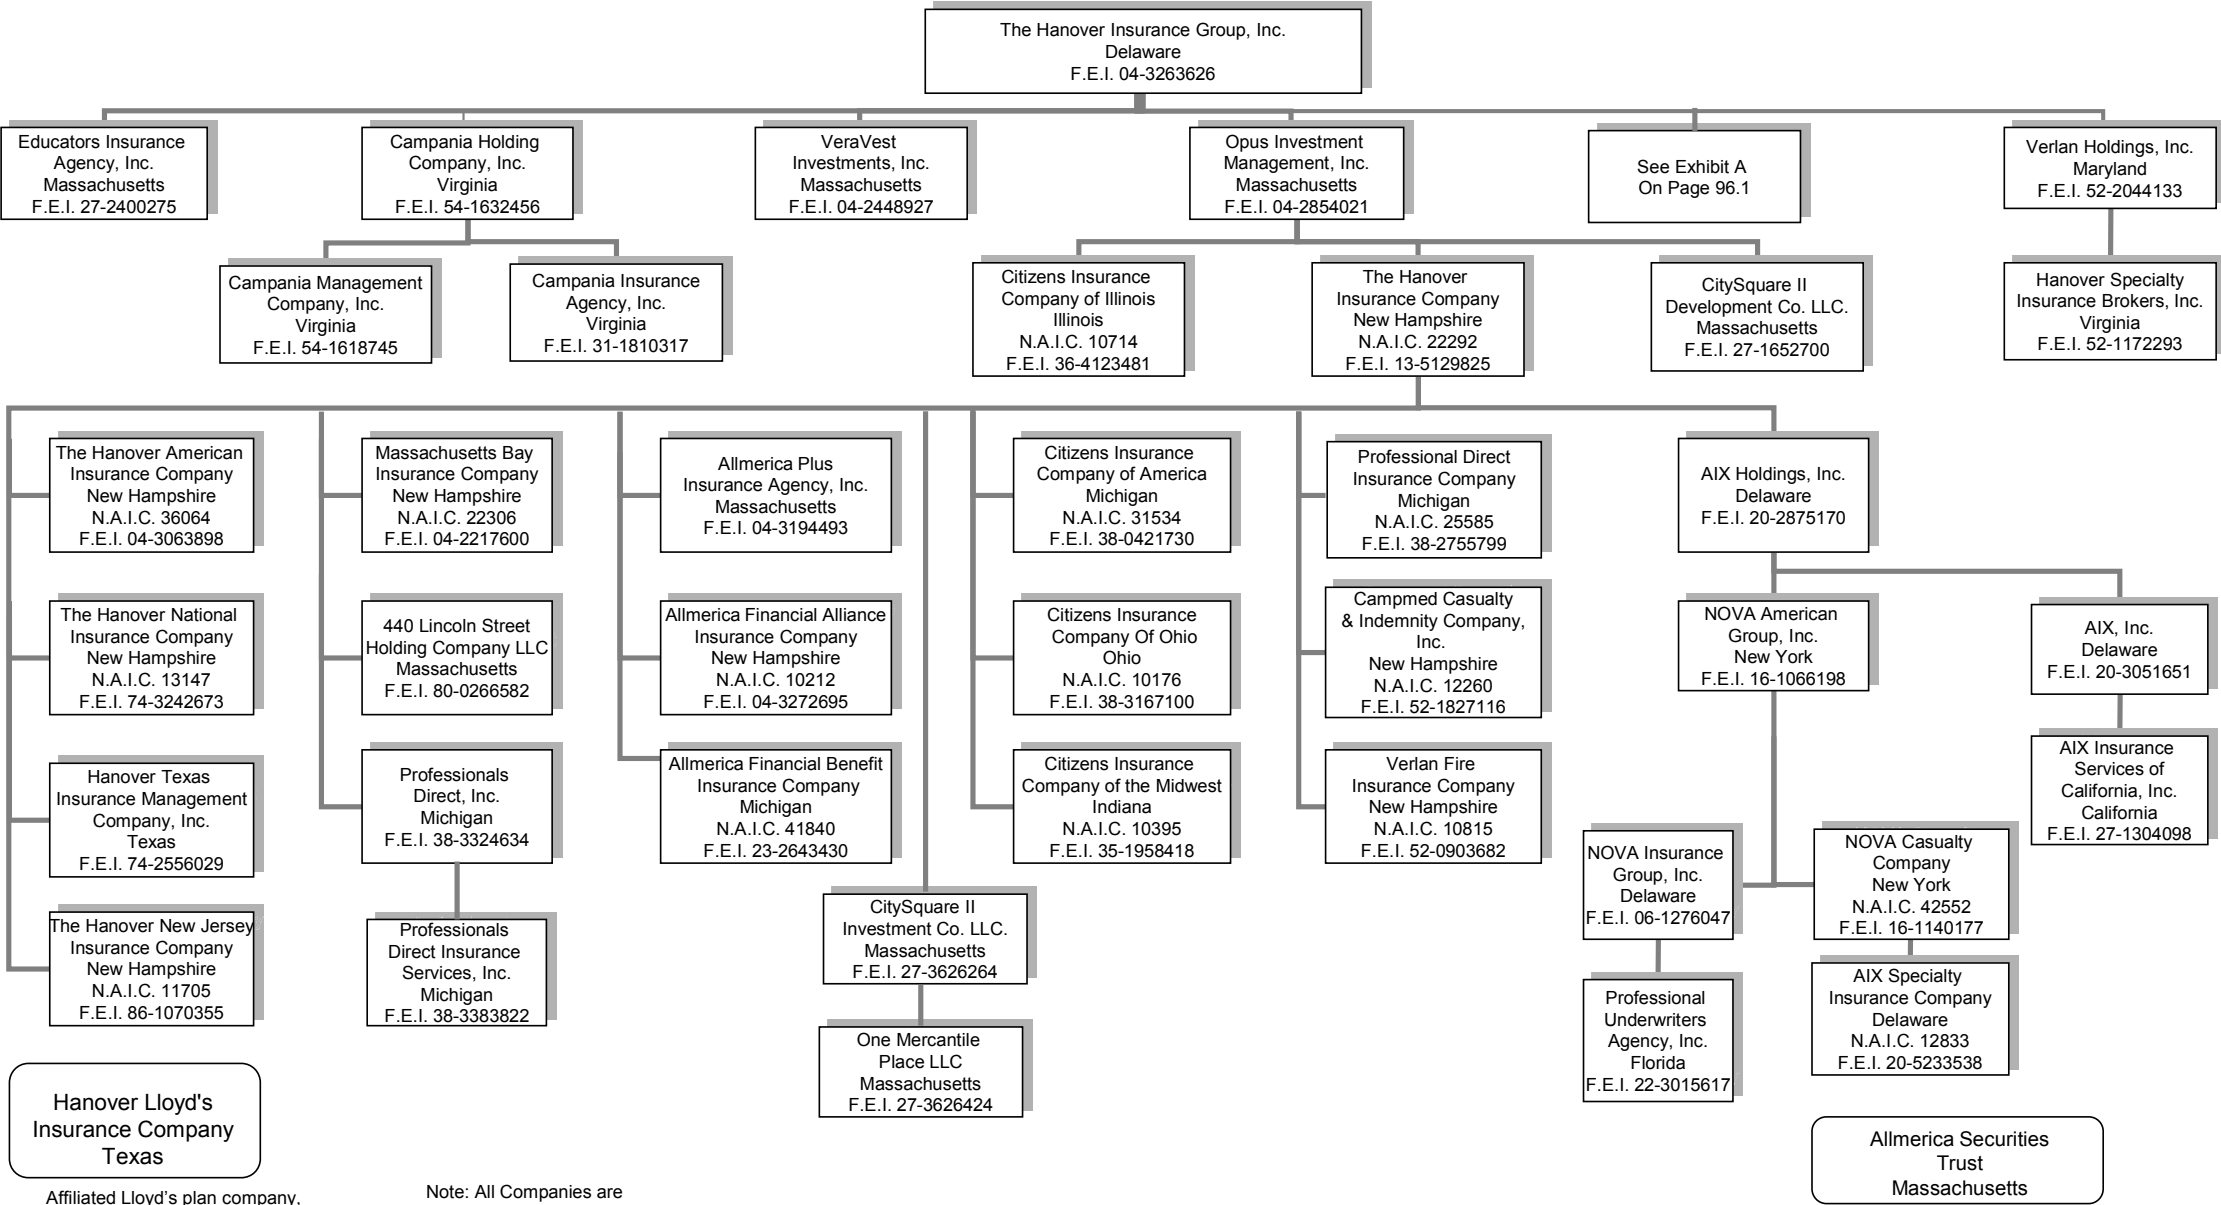 The Hanover Insurance Group, Inc.
Delaware
F.E.I. 04-3263626
Educators Insurance
Agency, Inc.
Massachusetts
F.E.I. 27-2400275
Campania Holding
Company, Inc.
Virginia
F.E.I. 54-1632456
VeraVest
Investments, Inc.
Massachusetts
F.E.I. 04-2448927
Opus Investment
Management, Inc.
Massachusetts
F.E.I. 04-2854021
See Exhibit A
On Page 96.1
Verlan Holdings, Inc.
Maryland
F.E.I. 52-2044133
Campania Management
Company, Inc.
Virginia
F.E.I. 54-1618745
Campania Insurance
Agency, Inc.
Virginia
F.E.I. 31-1810317
Citizens Insurance
Company of Illinois
Illinois
N.A.I.C. 10714
F.E.I. 36-4123481
The Hanover
Insurance Company
New Hampshire
N.A.I.C. 22292
F.E.I. 13-5129825
CitySquare II
Development Co. LLC.
Massachusetts
F.E.I. 27-1652700
Hanover Specialty
Insurance Brokers, Inc.
Virginia
F.E.I. 52-1172293
The Hanover American
Insurance Company
New Hampshire
N.A.I.C. 36064
F.E.I. 04-3063898
Massachusetts Bay
Insurance Company
New Hampshire
N.A.I.C. 22306
F.E.I. 04-2217600
Allmerica Plus
Insurance Agency, Inc.
Massachusetts
F.E.I. 04-3194493
Citizens Insurance
Company of America
Michigan
N.A.I.C. 31534
F.E.I. 38-0421730
Professional Direct
Insurance Company
Michigan
N.A.I.C. 25585
F.E.I. 38-2755799
AIX Holdings, Inc.
Delaware
F.E.I. 20-2875170
The Hanover National
Insurance Company
New Hampshire
N.A.I.C. 13147
F.E.I. 74-3242673
440 Lincoln Street
Holding Company LLC
Massachusetts
F.E.I. 80-0266582
Allmerica Financial Alliance
Insurance Company
New Hampshire
N.A.I.C. 10212
F.E.I. 04-3272695
Citizens Insurance
Company Of Ohio
Ohio
N.A.I.C. 10176
F.E.I. 38-3167100
Campmed Casualty
& Indemnity Company,
Inc.
New Hampshire
N.A.I.C. 12260
F.E.I. 52-1827116
NOVA American
Group, Inc.
New York
F.E.I. 16-1066198
AIX, Inc.
Delaware
F.E.I. 20-3051651
Hanover Texas
Insurance Management
Company, Inc.
Texas
F.E.I. 74-2556029
Professionals
Direct, Inc.
Michigan
F.E.I. 38-3324634
Allmerica Financial Benefit
Insurance Company
Michigan
N.A.I.C. 41840
F.E.I. 23-2643430
Citizens Insurance
Company of the Midwest
Indiana
N.A.I.C. 10395
F.E.I. 35-1958418
Verlan Fire
Insurance Company
New Hampshire
N.A.I.C. 10815
F.E.I. 52-0903682
AIX Insurance
Services of
California, Inc.
California
F.E.I. 27-1304098
NOVA Insurance
Group, Inc.
Delaware
F.E.I. 06-1276047
NOVA Casualty
Company
New York
N.A.I.C. 42552
F.E.I. 16-1140177
The Hanover New Jersey
Insurance Company
New Hampshire
N.A.I.C. 11705
F.E.I. 86-1070355
Professionals
Direct Insurance
Services, Inc.
Michigan
F.E.I. 38-3383822
CitySquare II
Investment Co. LLC.
Massachusetts
F.E.I. 27-3626264
Professional
Underwriters
Agency, Inc.
Florida
F.E.I. 22-3015617
AIX Specialty
Insurance Company
Delaware
N.A.I.C. 12833
F.E.I. 20-5233538
One Mercantile
Place LLC
Massachusetts
F.E.I. 27-3626424
Hanover Lloyd's
Insurance Company
Texas
Allmerica Securities
Trust
Massachusetts
Affiliated Lloyd's plan company,
Note: All Companies are